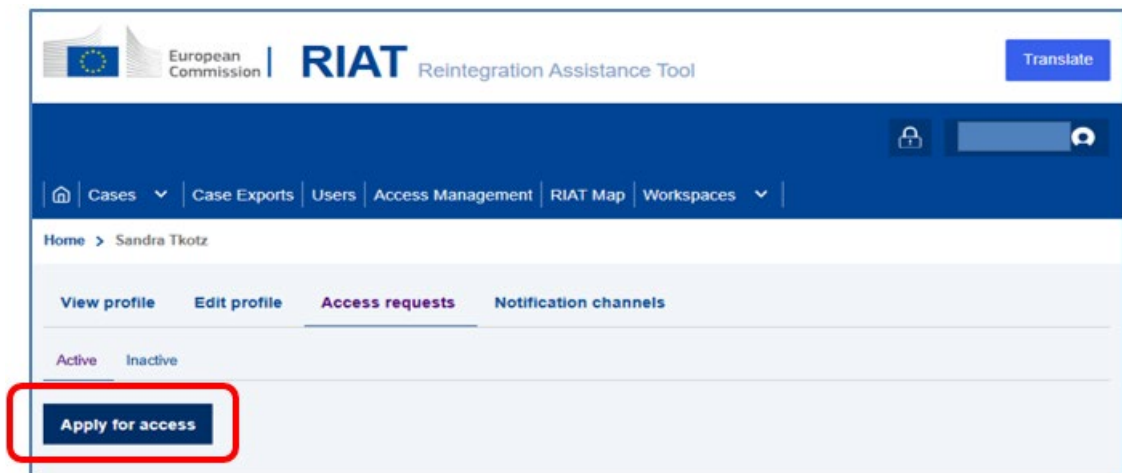 European
Commission
RIAT Reintegration Assistance Tool
Translate
Cases Case Exports Users Access Management RIAT Map Workspaces
Home > Sandra Tkotz
View profile Edit profile Access requests Notification channels
Active Inactive
Apply for access